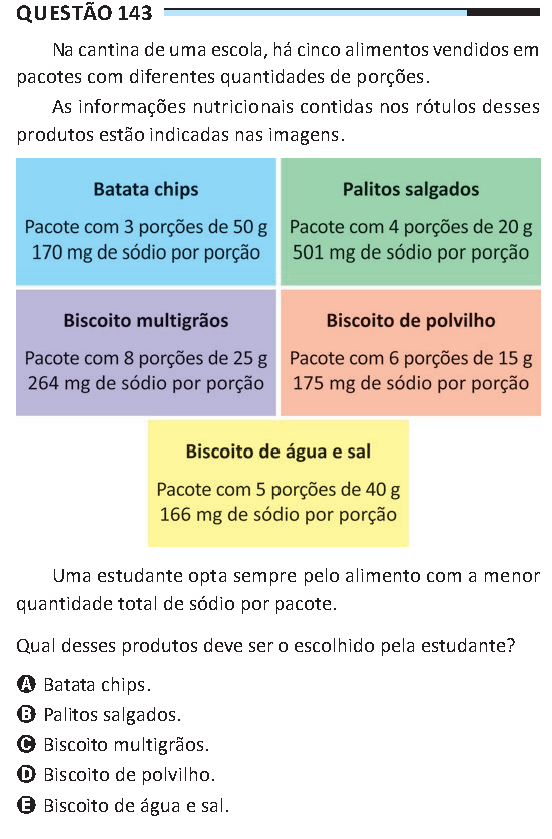 QUESTÃO 143
Na cantina de uma escola, há cinco alimentos vendidos em
pacotes com diferentes quantidades de porções.
As informações nutricionais contidas nos rótulos desses
produtos estão indicadas nas imagens.
Batata chips
Pacote com 3 porções de 50 g
170 mg de sódio por porção
Palitos salgados
Pacote com 4 porções de 20 g
501 mg de sódio por porção
Biscoito multigrãos
Pacote com 8 porções de 25 g
264 mg de sódio por porção
Biscoito de polvilho
Pacote com 6 porções de 15 g
175 mg de sódio por porção
Biscoito de água e sal
Pacote com 5 porções de 40 g
166 mg de sódio por porção
Uma estudante opta sempre pelo alimento com a menor
quantidade total de sódio por pacote.
Qual desses produtos deve ser o escolhido pela estudante?
A Batata chips.
B Palitos salgados.
C Biscoito multigrãos.
D Biscoito de polvilho.
E Biscoito de água e sal.